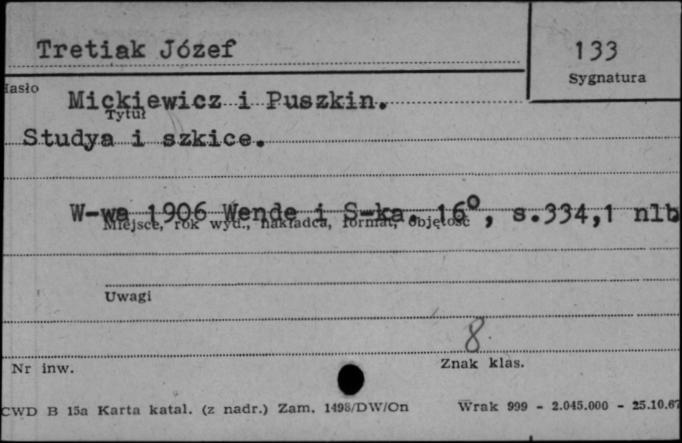 Tretiak Józef
133
Sygnatura
Hasło
Mickiewicz i Puszkin.
Tytuł
Studya i szkice.
W-wa 1906 Wende i S-ka. 16°, s.334,1 nlb
Miejsce, rok wyd., nakładca, format, objętość
Uwagi
8
Nr inw.
Znak klas.
CWD B 15a Karta katal. (z nadr.) Zam. 1498/DW/On
Wrak 999 - 2.045.000 - 25.10.67